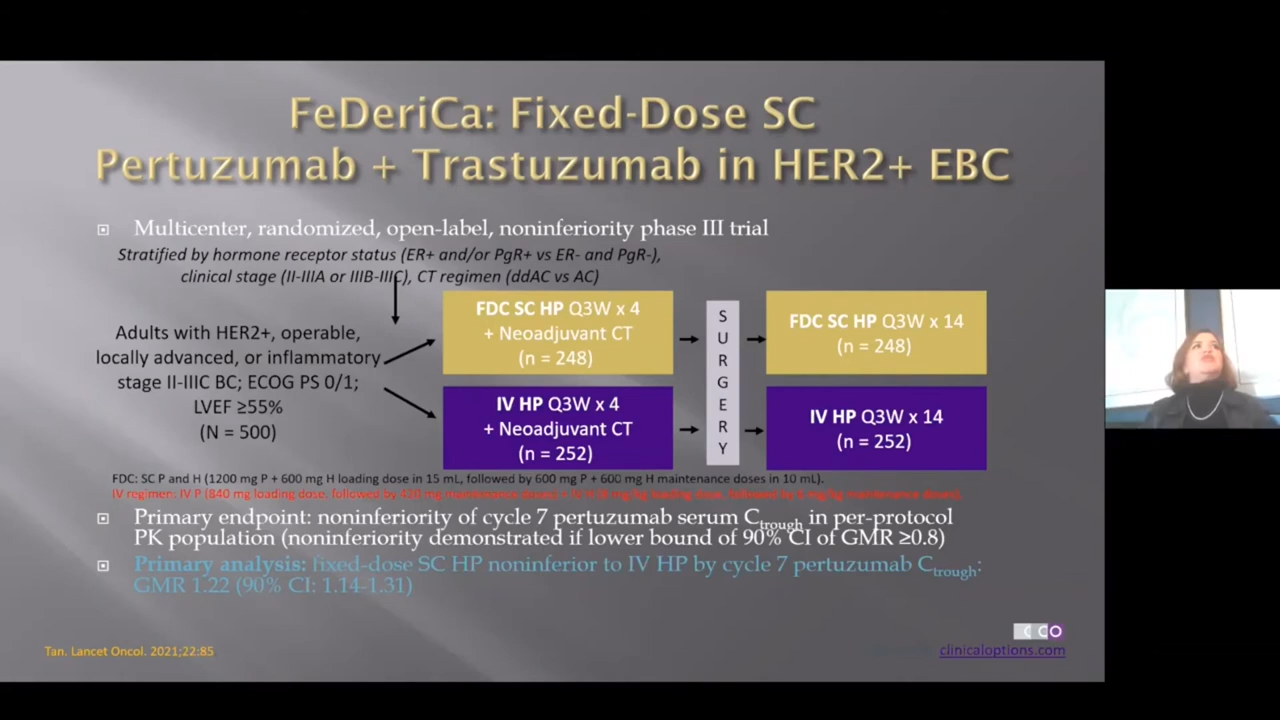 FeDeriCa: Fixed-Dose SC
Pertuzumab + Trastuzumab in HER2+ EBC
Multicenter, randomized, open-label, noninferiority phase III trial
Stratified by hormone receptor status (ER+ and/or PgR+ vs ER- and PgR-),
clinical stage (II-IIIA or IIIB-IIIC), CT regimen (ddAC vs AC)
Adults with HER2+, operable,
locally advanced, or inflammatory
stage II-IIIC BC; ECOG PS 0/1;
LVEF ≥55%
(N = 500)
FDC SC HP Q3W x 4
+ Neoadjuvant CT
(n = 248)
IV HP Q3W x 4
+ Neoadjuvant CT
(n = 252)
SURGERY
FDC SC HP Q3W x 14
(n = 248)
IV HP Q3W x 14
(n = 252)
FDC: SC P and H (1200 mg P + 600 mg H loading dose in 15 mL, followed by 600 mg P + 600 mg H maintenance doses in 10 mL).
IV regimen: IV P (840 mg loading dose, followed by 420 mg maintenance doses) + IV H (8 mg/kg loading dose, followed by 6 mg/kg maintenance doses).
Primary endpoint: noninferiority of cycle 7 pertuzumab serum Ctrough in per-protocol
PK population (noninferiority demonstrated if lower bound of 90% CI of GMR ≥0.8)
Primary analysis: fixed-dose SC HP noninferior to IV HP by cycle 7 pertuzumab Ctrough:
GMR 1.22 (90% CI: 1.14-1.31)
Tan. Lancet Oncol. 2021;22:85
CCO
clinicaloptions.com